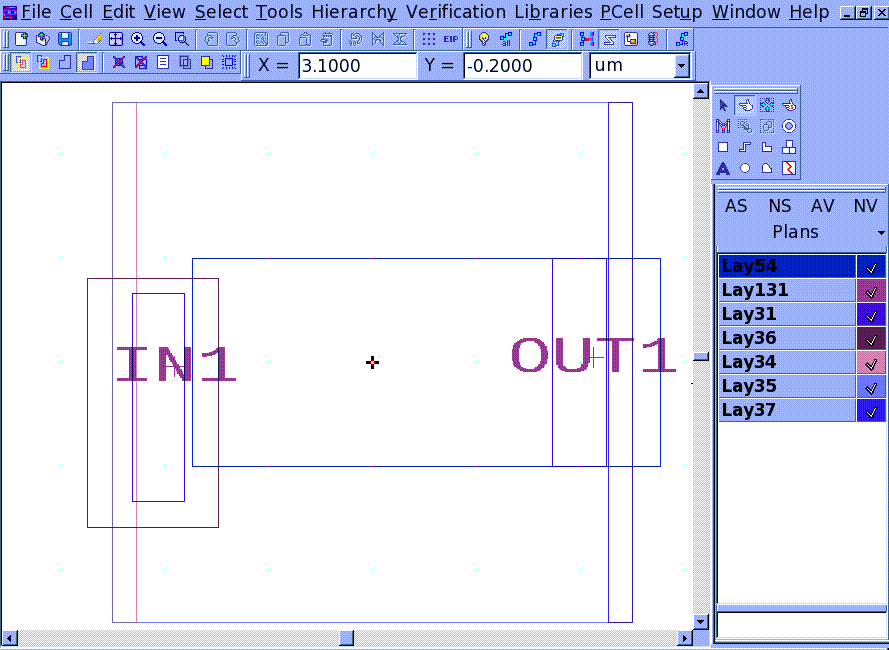 File Cell Edit View Select Tools Hierarchy Verification Libraries PCell Setup Window Help
EIP
X = 3.1000 Y = -0.2000 um
AS NS AV NV
Plans
Lay54
Lay131
Lay31
Lay36
Lay34
Lay35
Lay37
IN1 OUT1